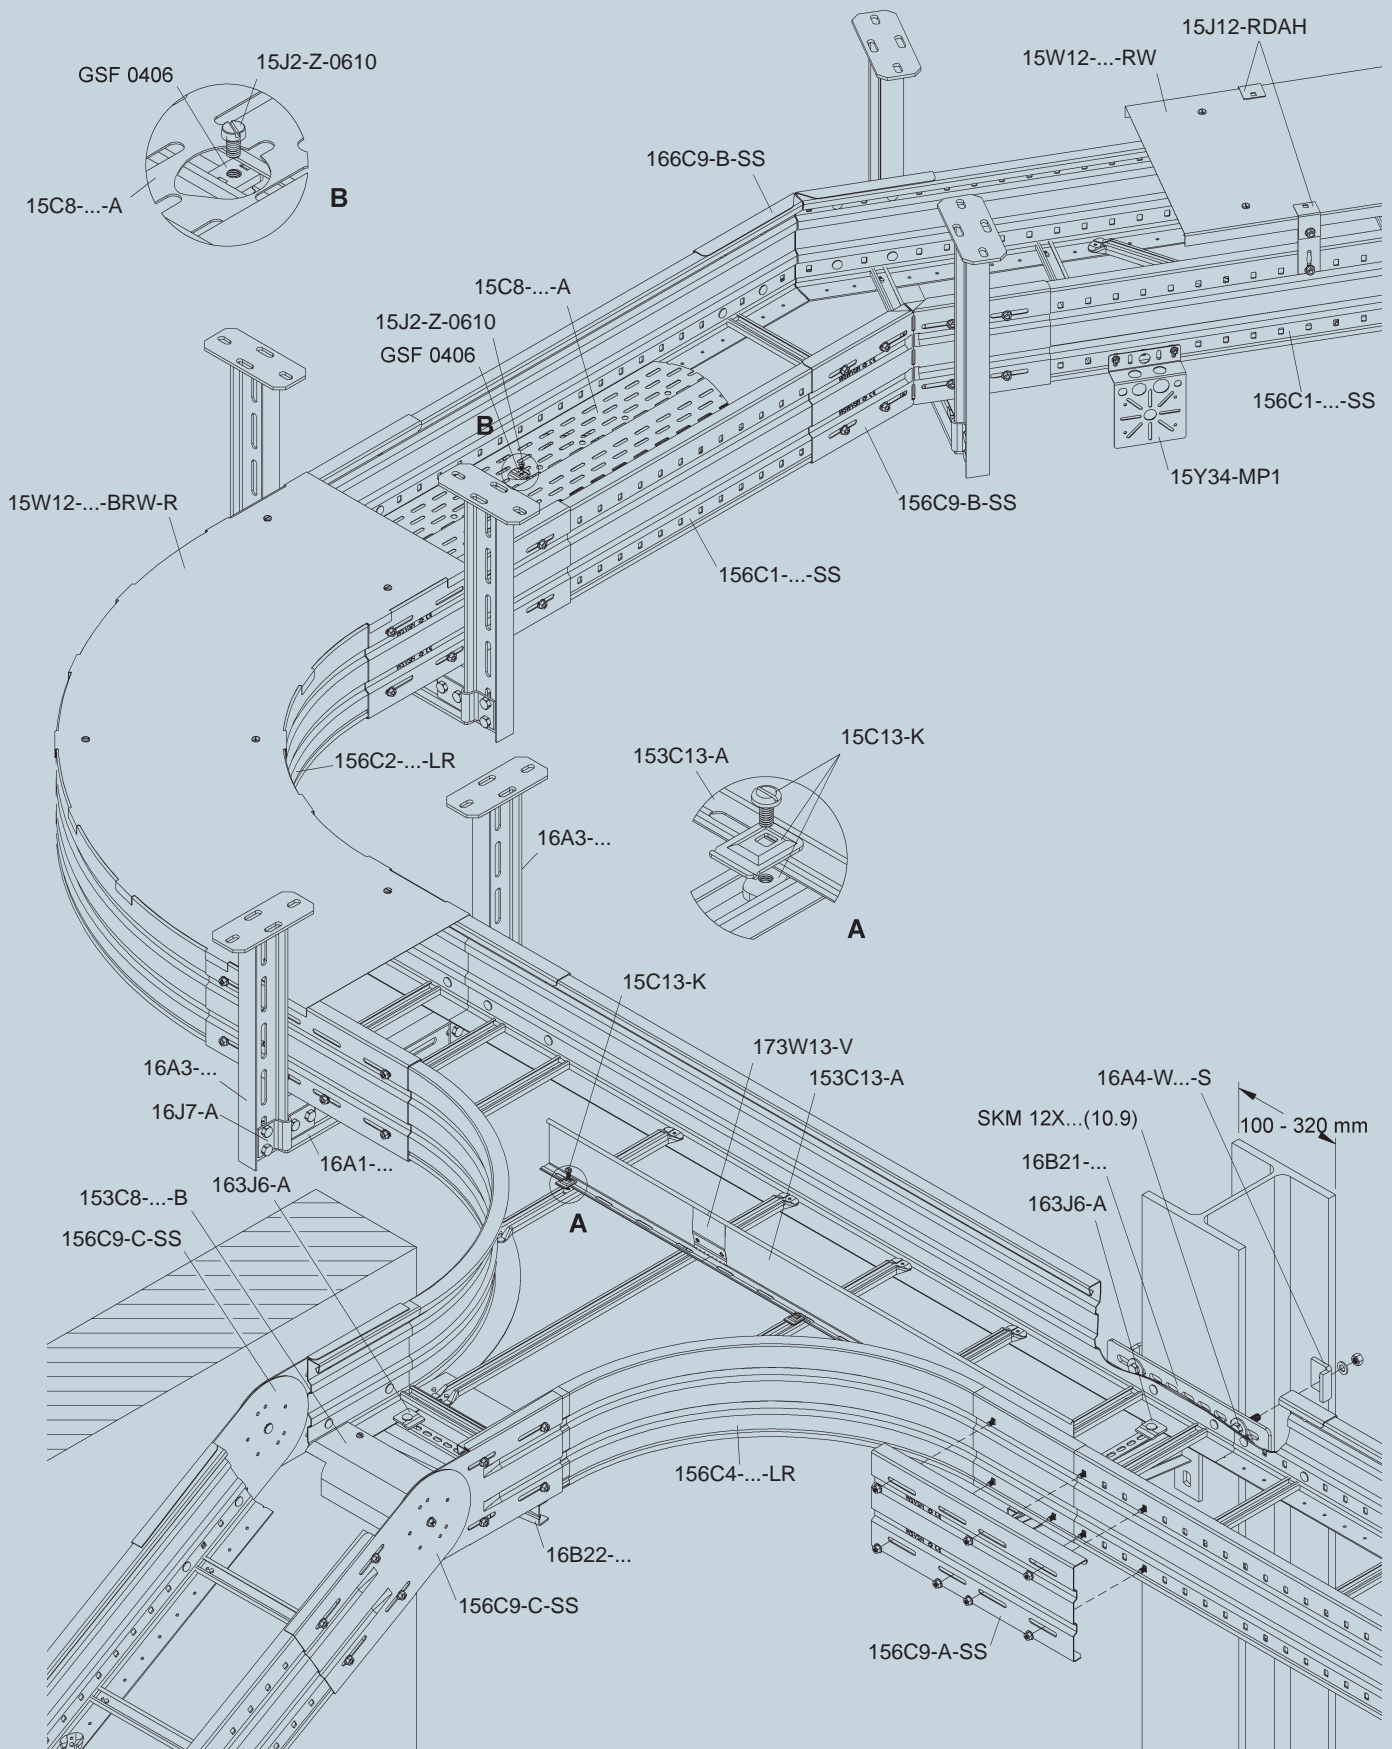 15J12-RDAH
15W12-...-RW
15J2-Z-0610
GSF 0406
166C9-B-SS
15C8-...-A
B
15C8-...-A
15J2-Z-0610
GSF 0406
156C1-...-SS
B
15Y34-MP1
15W12-...-BRW-R
156C9-B-SS
156C1-...-SS
15C13-K
153C13-A
156C2-...-LR
16A3-...
A
15C13-K
173W13-V
153C13-A
16A3-...
16A4-W...-S
16J7-A
SKM 12X...(10.9)
100 - 320 mm
16A1-...
16B21-...
163J6-A
153C8-...-B
163J6-A
A
156C9-C-SS
156C4-...-LR
16B22-...
156C9-C-SS
156C9-A-SS